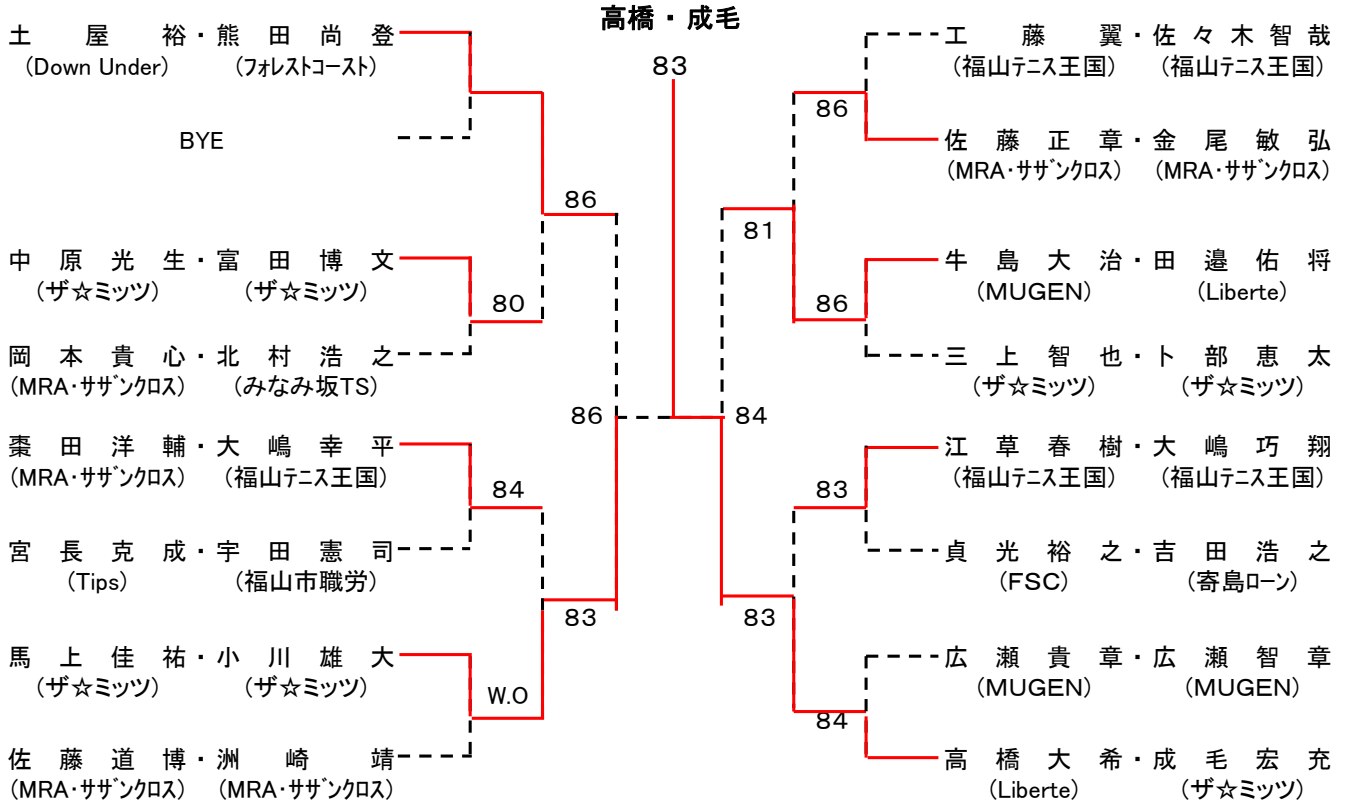 高橋・成毛
83
土屋裕・熊田尚登
(Down Under) (フォレストコースト)
BYE
86
中原光生・富田博文
(ザ☆ミッツ) (ザ☆ミッツ)
80
岡本貴心・北村浩之
(MRA・サザンクロス) (みなみ坂TS)
86
棗田洋輔・大嶋幸平
(MRA・サザンクロス) (福山テニス王国)
84
宮長克成・宇田憲司
(Tips) (福山市職労)
83
馬上佳祐・小川雄大
(ザ☆ミッツ) (ザ☆ミッツ)
W.O
佐藤道博・洲崎靖
(MRA・サザンクロス) (MRA・サザンクロス)
工藤翼・佐々木智哉
(福山テニス王国) (福山テニス王国)
86
佐藤正章・金尾敏弘
(MRA・サザンクロス) (MRA・サザンクロス)
81
牛島大治・田邉佑将
(MUGEN) (Liberte)
86
三上智也・卜部恵太
(ザ☆ミッツ) (ザ☆ミッツ)
84
江草春樹・大嶋巧翔
(福山テニス王国) (福山テニス王国)
83
貞光裕之・吉田浩之
(FSC) (寄島ローン)
83
広瀬貴章・広瀬智章
(MUGEN) (MUGEN)
84
高橋大希・成毛宏充
(Liberte) (ザ☆ミッツ)